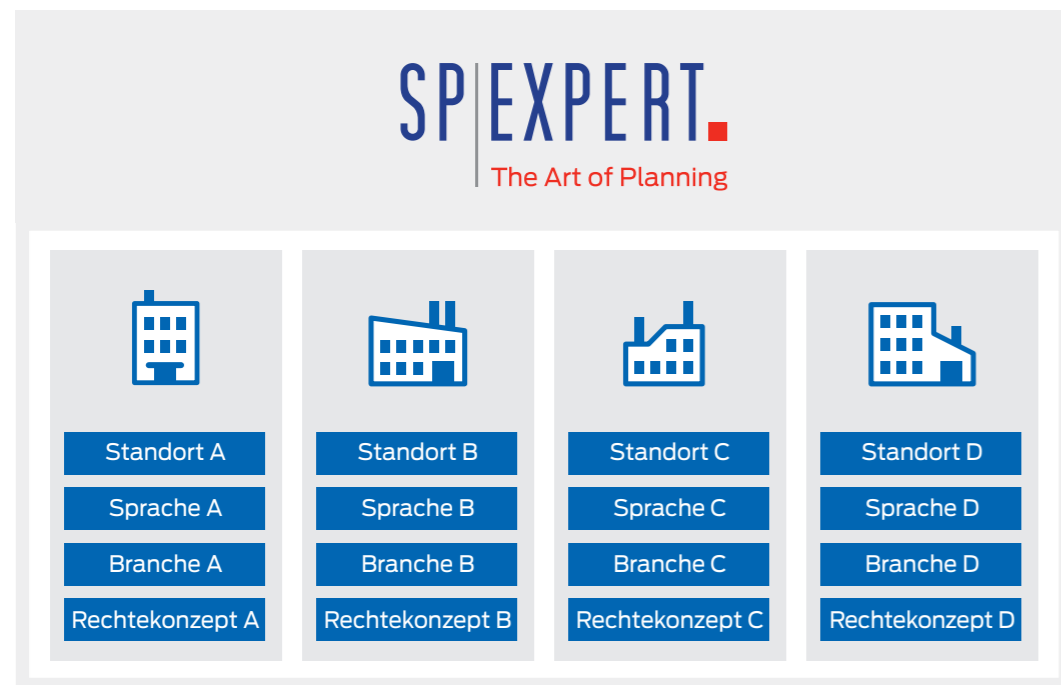 SP|EXPERT.
The Art of Planning
Standort A
Sprache A
Branche A
Rechtekonzept A
Standort B
Sprache B
Branche B
Rechtekonzept B
Standort C
Sprache C
Branche C
Rechtekonzept C
Standort D
Sprache D
Branche D
Rechtekonzept D